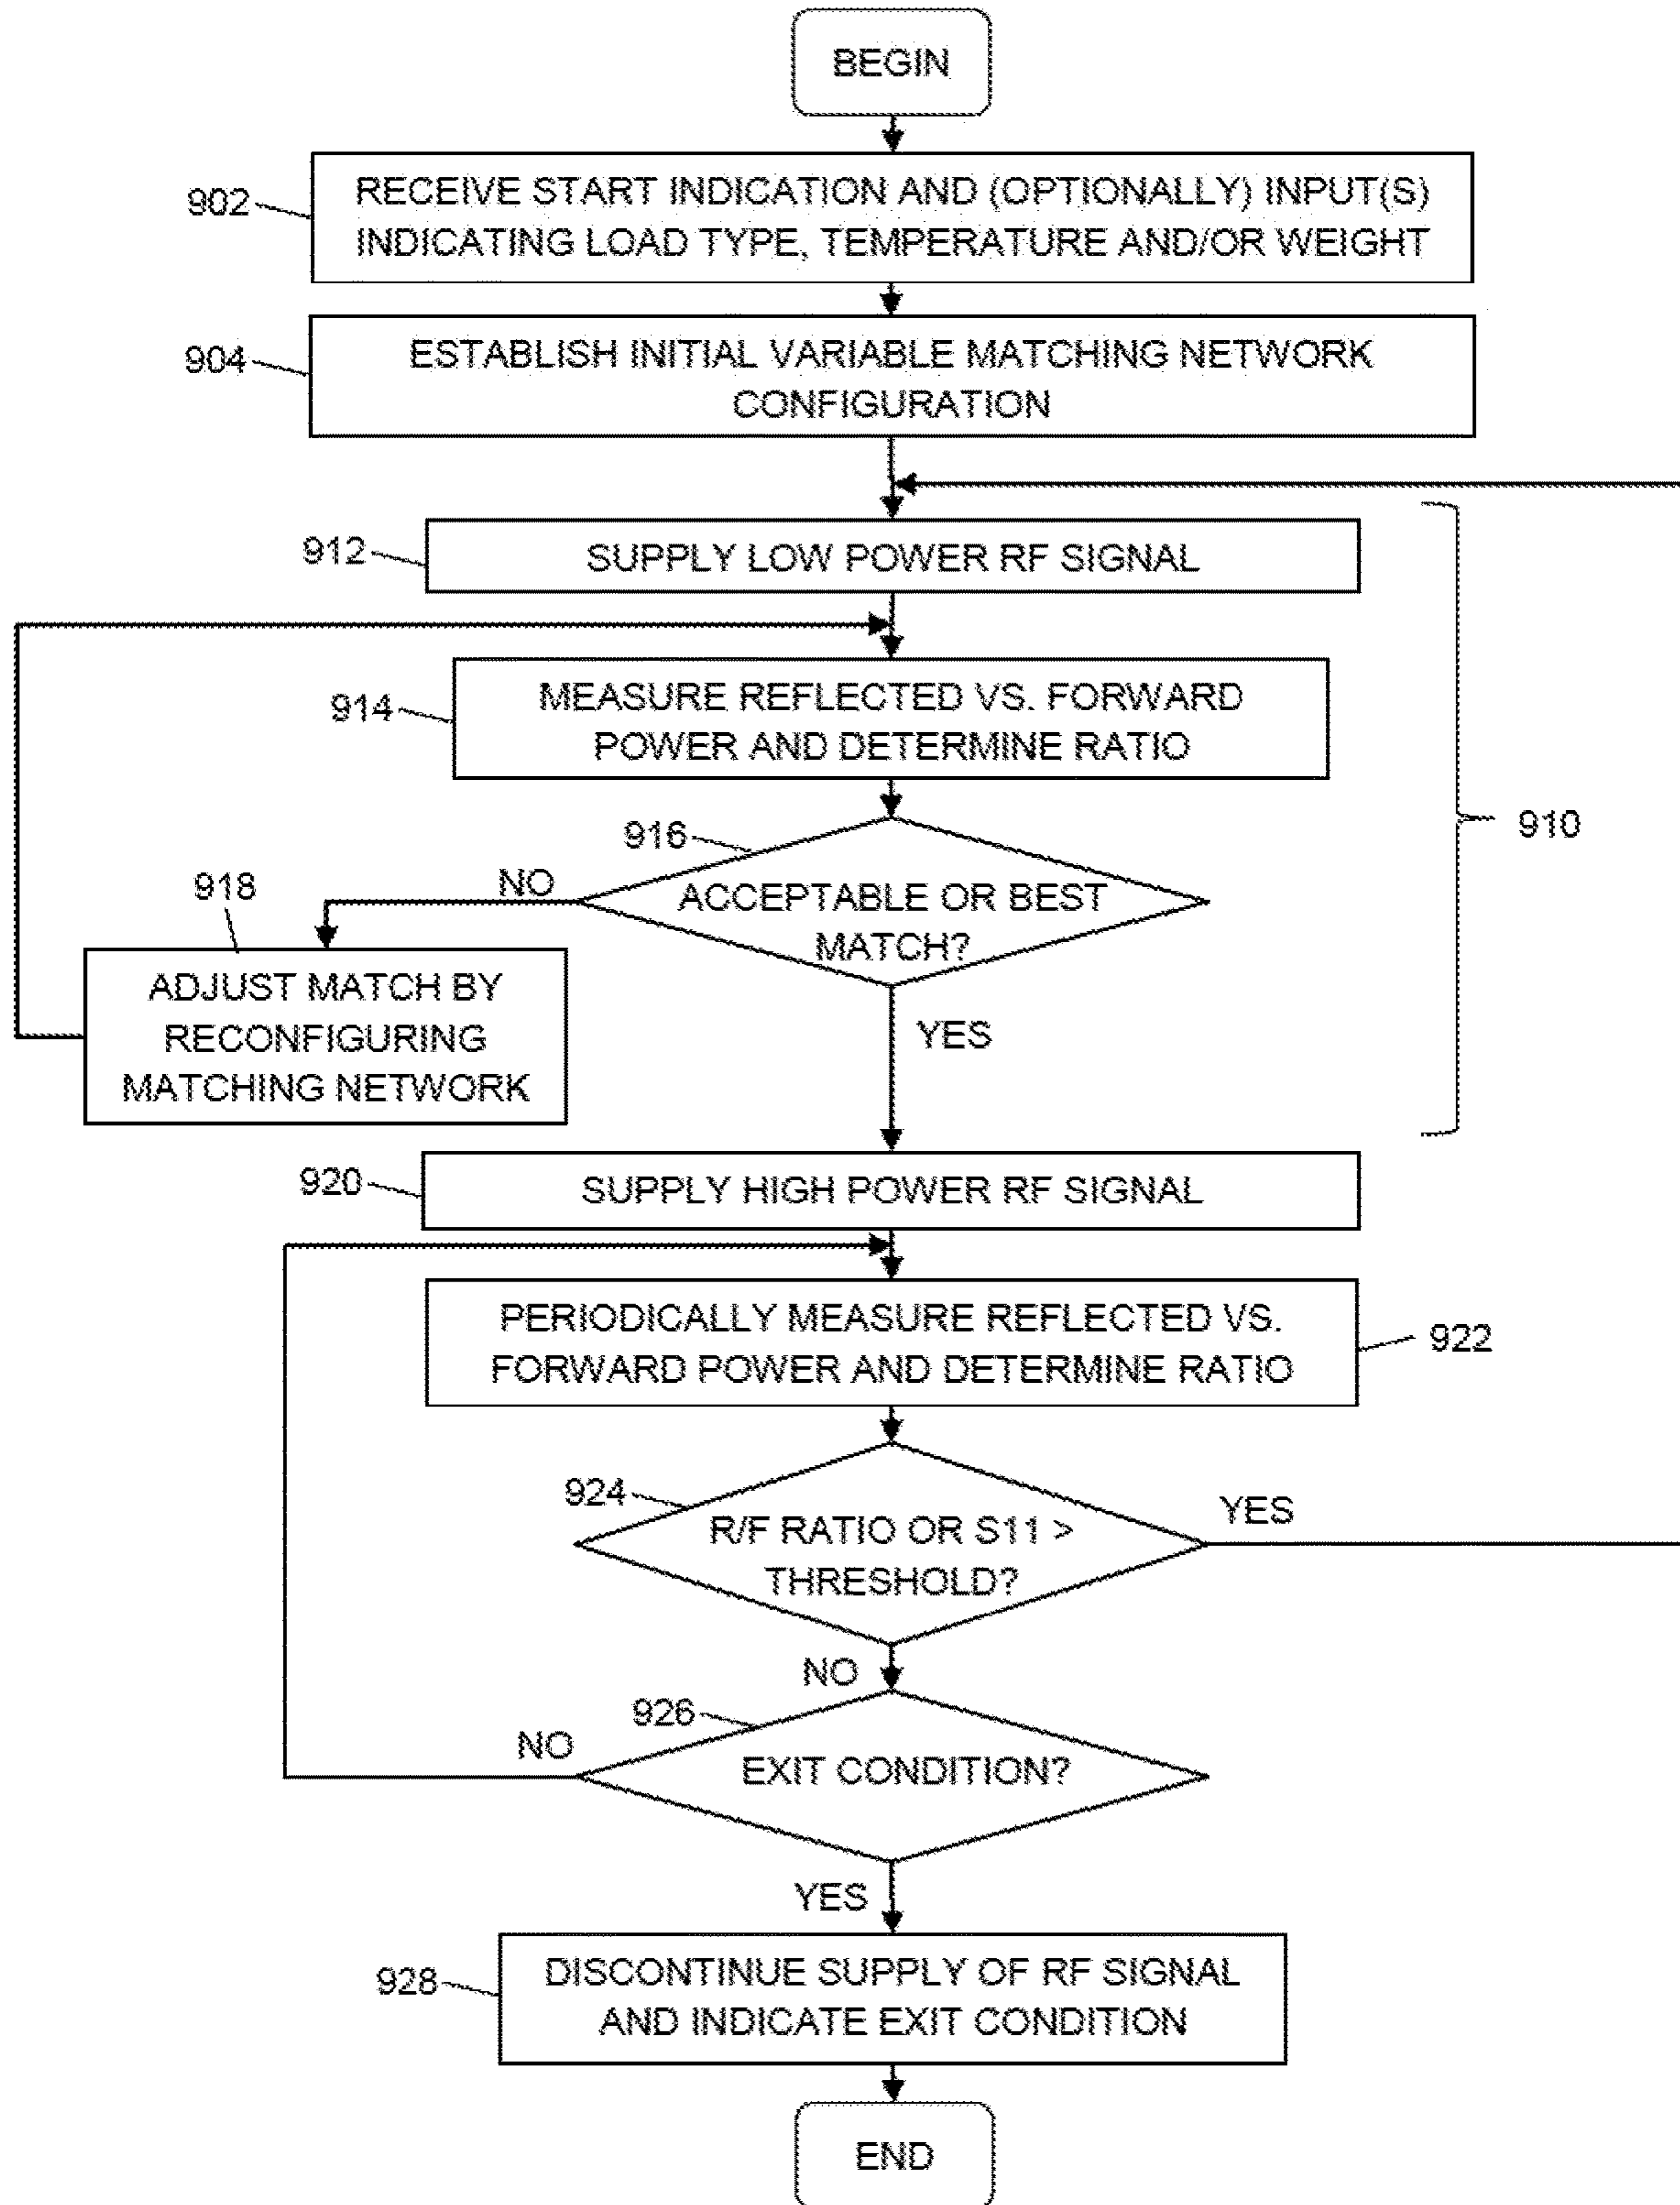 BEGIN
902
RECEIVE START INDICATION AND (OPTIONALLY) INPUT(S)
INDICATING LOAD TYPE, TEMPERATURE AND/OR WEIGHT
904
ESTABLISH INITIAL VARIABLE MATCHING NETWORK
CONFIGURATION
912
SUPPLY LOW POWER RF SIGNAL
914
MEASURE REFLECTED VS. FORWARD
POWER AND DETERMINE RATIO
910
916
ACCEPTABLE OR BEST
MATCH?
NO
918
ADJUST MATCH BY
RECONFIGURING
MATCHING NETWORK
YES
920
SUPPLY HIGH POWER RF SIGNAL
PERIODICALLY MEASURE REFLECTED VS.
FORWARD POWER AND DETERMINE RATIO
922
924
R/F RATIO OR S11 >
THRESHOLD?
YES
NO
926
EXIT CONDITION?
NO
YES
928
DISCONTINUE SUPPLY OF RF SIGNAL
AND INDICATE EXIT CONDITION
END